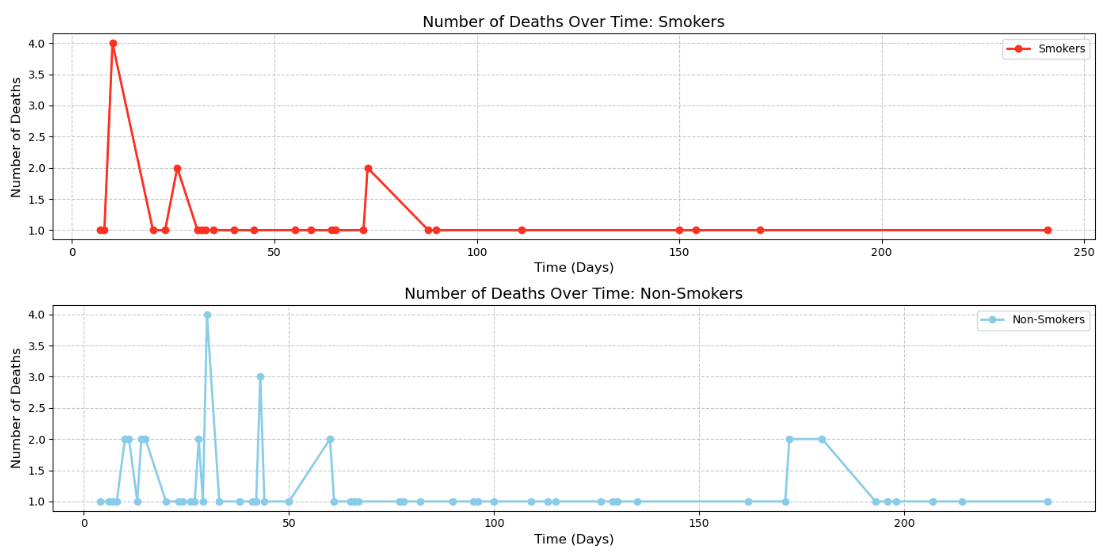 Number of Deaths Over Time: Smokers
Number of Deaths
4.0
3.5
3.0
2.5
2.0
1.5
1.0
Smokers
0 50 100 150 200 250
Time (Days)
Number of Deaths Over Time: Non-Smokers
Number of Deaths
4.0
3.5
3.0
2.5
2.0
1.5
1.0
Non-Smokers
0 50 100 150 200
Time (Days)